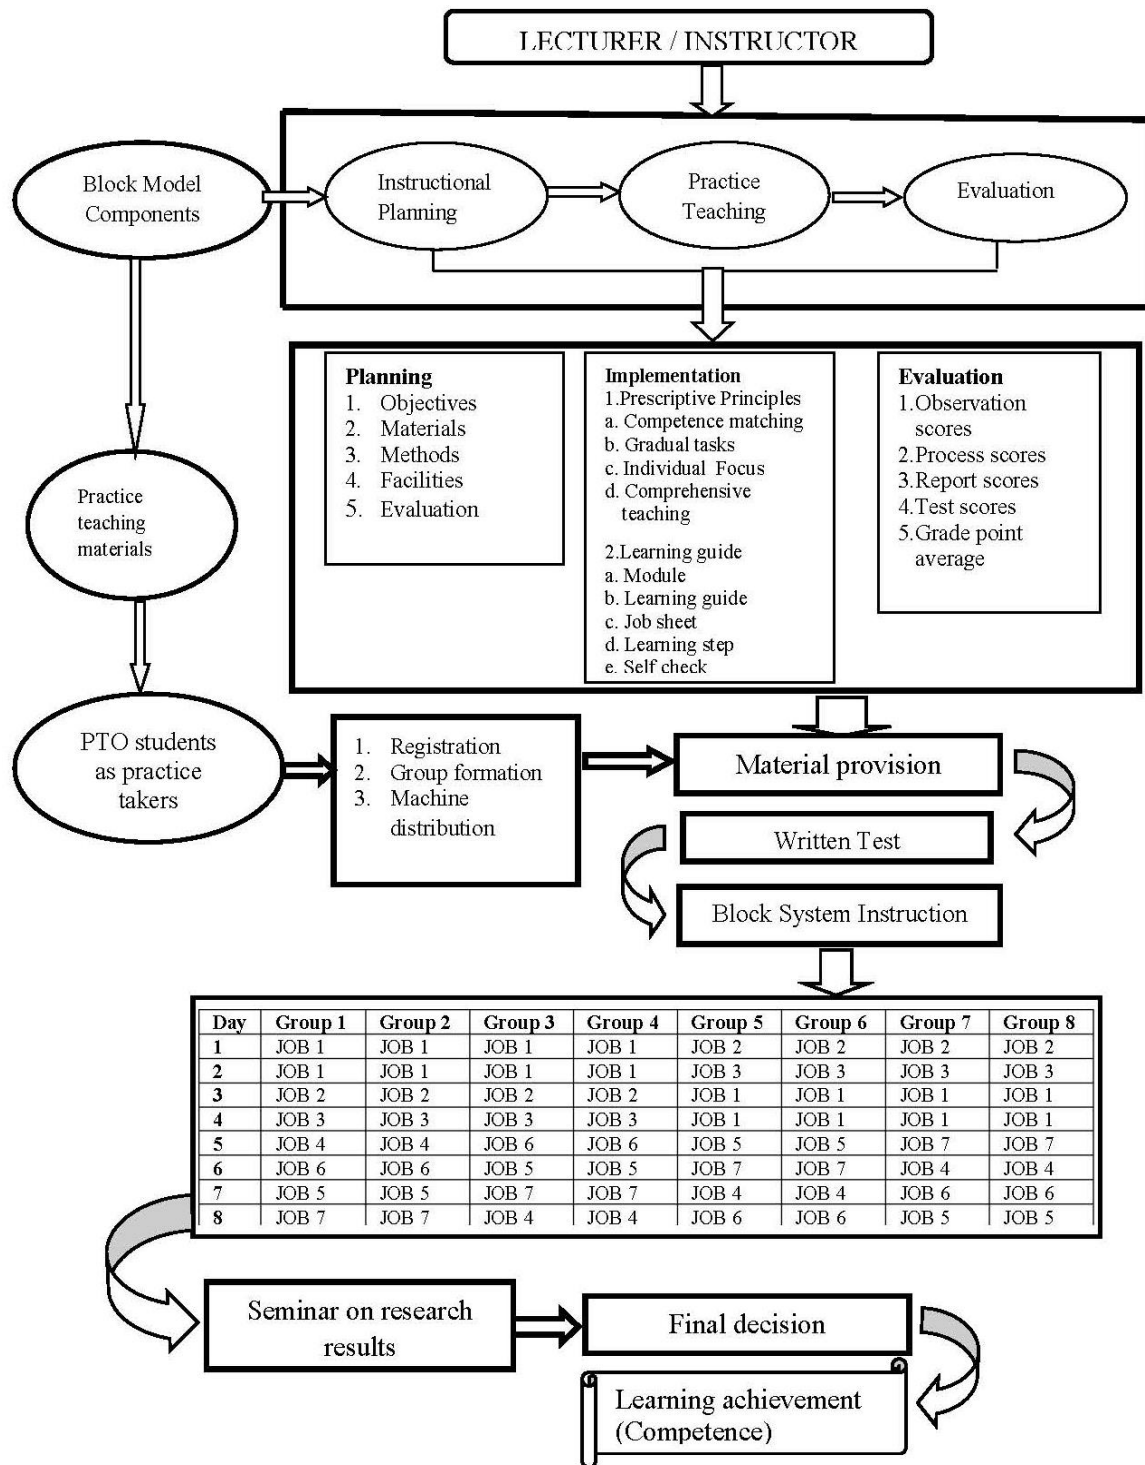 LECTURER / INSTRUCTOR
Block Model
Components
Instructional
Planning
Practice
Teaching
Evaluation
Planning
1. Objectives
2. Materials
3. Methods
4. Facilities
5. Evaluation
Implementation
1.Prescriptive Principles
a. Competence matching
b. Gradual tasks
c. Individual Focus
d. Comprehensive
teaching
2.Learning guide
a. Module
b. Learning guide
c. Job sheet
d. Learning step
e. Self check
Evaluation
1.Observation
scores
2.Process scores
3.Report scores
4.Test scores
5.Grade point
average
Practice
teaching
materials
PTO students
as practice
takers
1. Registration
2. Group formation
3. Machine
distribution
Material provision
Written Test
Block System Instruction
Day Group 1 Group 2 Group 3 Group 4 Group 5 Group 6 Group 7 Group 8
1 JOB 1 JOB 1 JOB 1 JOB 1 JOB 2 JOB 2 JOB 2 JOB 2
2 JOB 1 JOB 1 JOB 1 JOB 1 JOB 3 JOB 3 JOB 3 JOB 3
3 JOB 2 JOB 2 JOB 2 JOB 2 JOB 1 JOB 1 JOB 1 JOB 1
4 JOB 3 JOB 3 JOB 3 JOB 3 JOB 1 JOB 1 JOB 1 JOB 1
5 JOB 4 JOB 4 JOB 6 JOB 6 JOB 5 JOB 5 JOB 7 JOB 7
6 JOB 6 JOB 6 JOB 5 JOB 5 JOB 7 JOB 7 JOB 4 JOB 4
7 JOB 5 JOB 5 JOB 7 JOB 7 JOB 4 JOB 4 JOB 6 JOB 6
8 JOB 7 JOB 7 JOB 4 JOB 4 JOB 6 JOB 6 JOB 5 JOB 5
Seminar on research
results
Final decision
Learning achievement
(Competence)